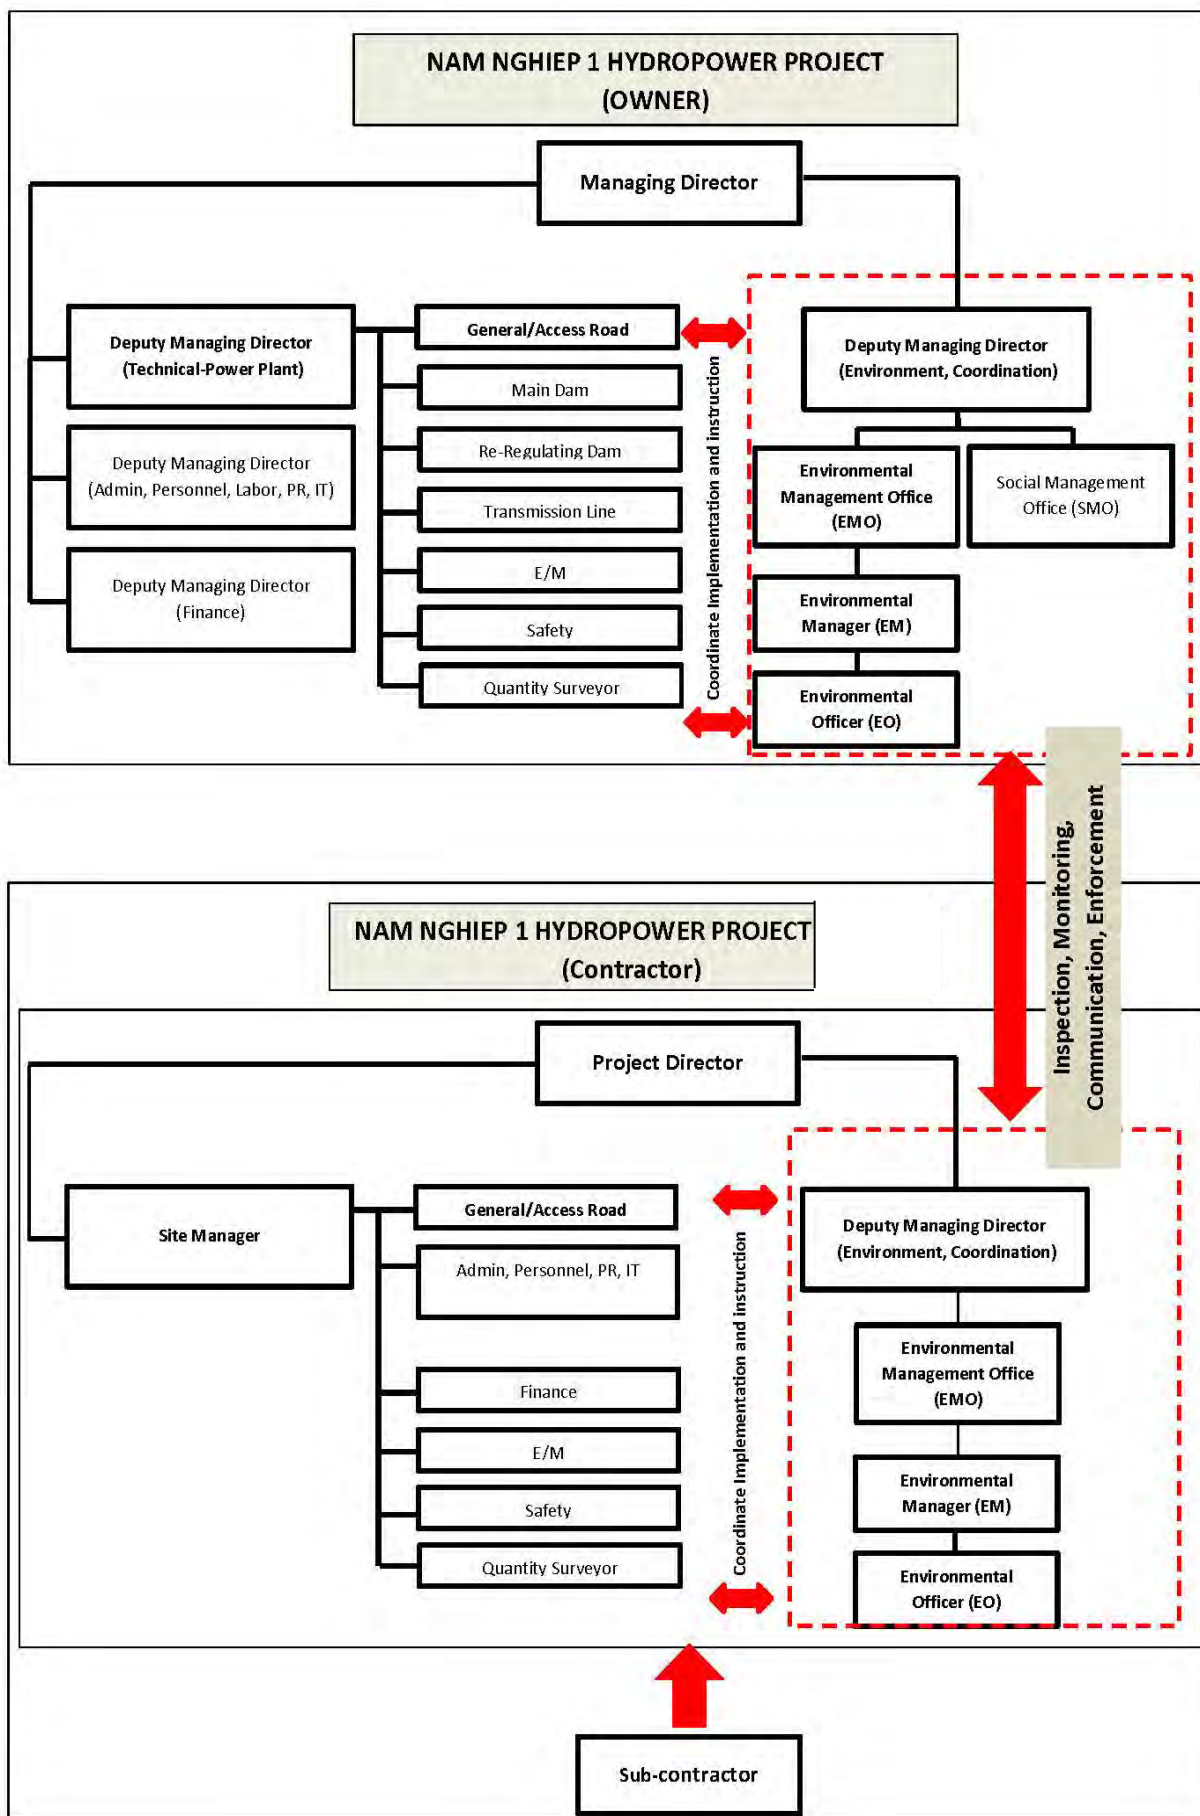 NAM NGHIEP 1 HYDROPOWER PROJECT
(OWNER)
Managing Director
Deputy Managing Director
(Technical-Power Plant)
Deputy Managing Director
(Admin, Personnel, Labor, PR, IT)
Deputy Managing Director
(Finance)
General/Access Road
Main Dam
Re-Regulating Dam
Transmission Line
E/M
Safety
Quantity Surveyor
Coordinate Implementation and instruction
Deputy Managing Director
(Environment, Coordination)
Environmental
Management Office
(EMO)
Social Management
Office (SMO)
Environmental
Manager (EM)
Environmental
Officer (EO)
Inspection, Monitoring,
Communication, Enforcement
NAM NGHIEP 1 HYDROPOWER PROJECT
(Contractor)
Project Director
Site Manager
General/Access Road
Admin, Personnel, PR, IT
Finance
E/M
Safety
Quantity Surveyor
Coordinate Implementation and instruction
Deputy Managing Director
(Environment, Coordination)
Environmental
Management Office
(EMO)
Environmental
Manager (EM)
Environmental
Officer (EO)
Sub-contractor